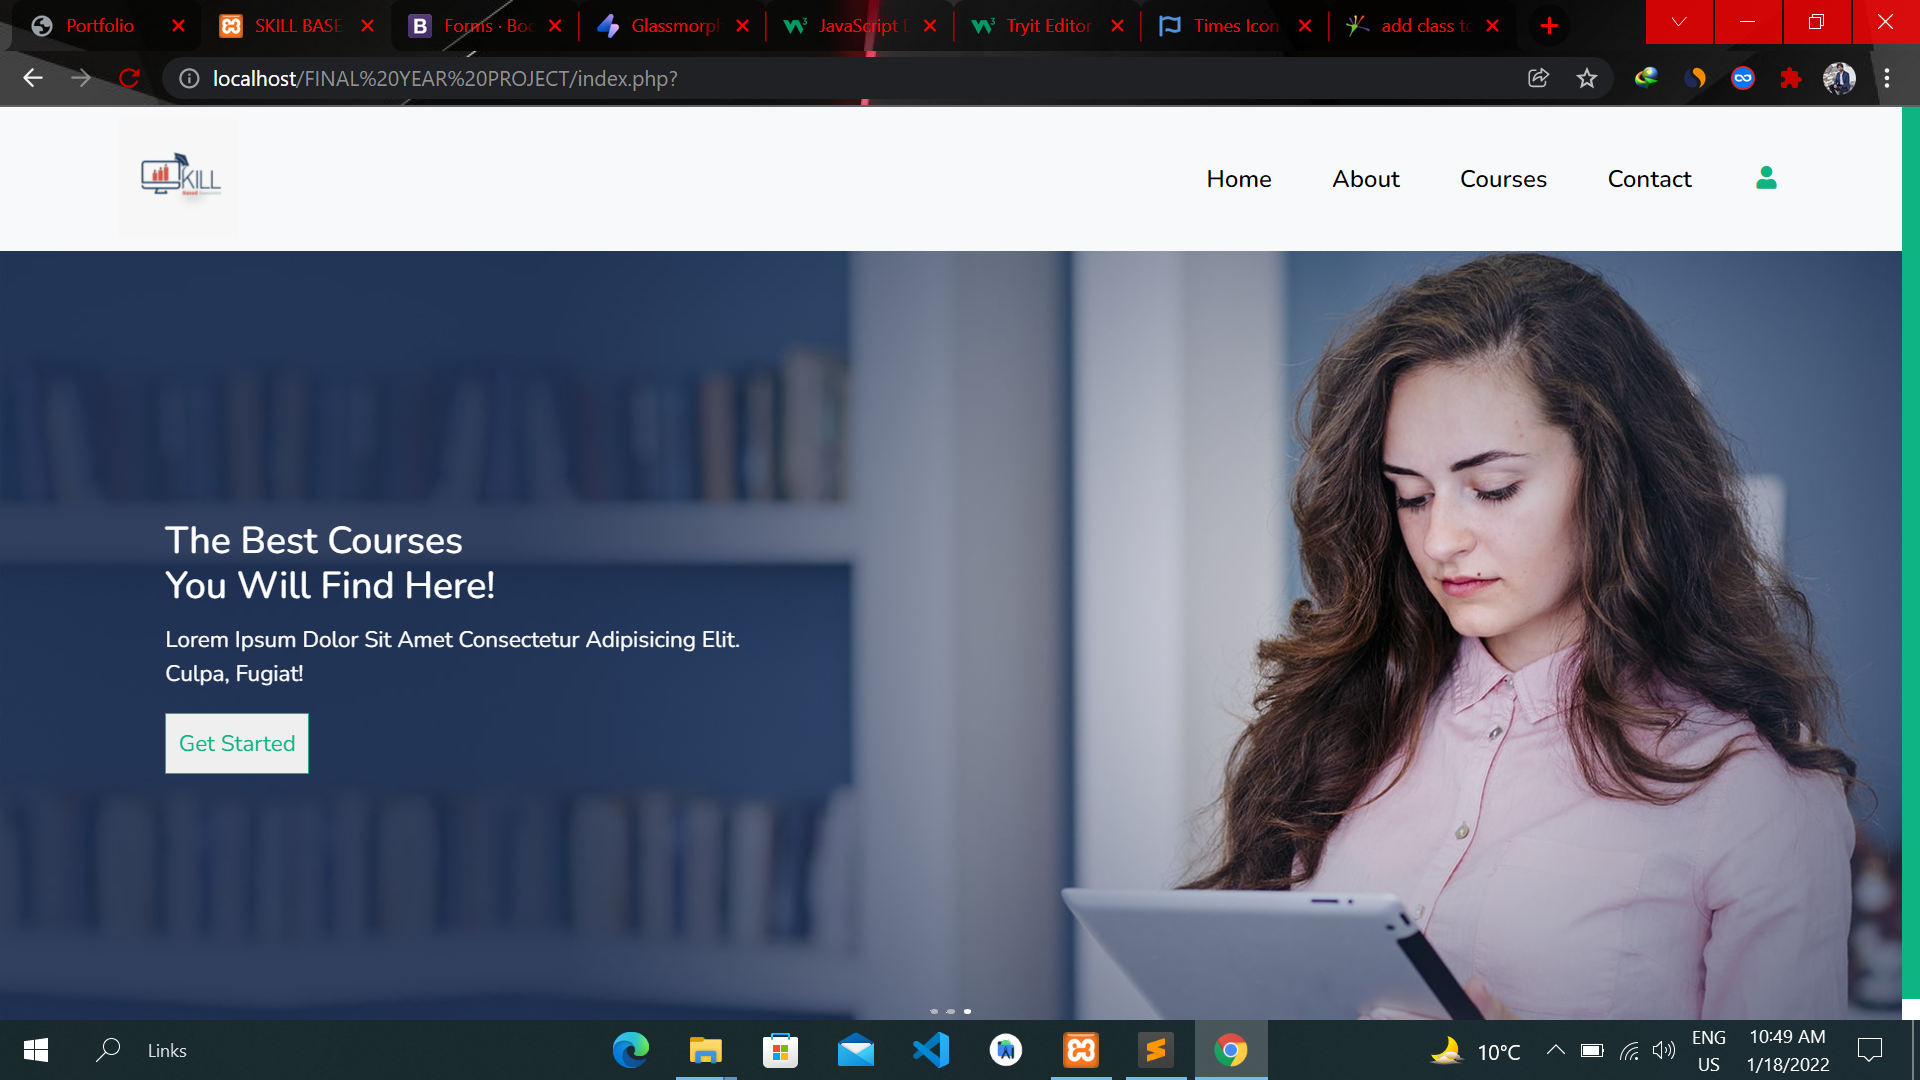 Portfolio
SKILL BASE
Forms · Boo
Glassmorph
JavaScript D
Tryit Editor
Times Icon
add class to
localhost/FINAL%20YEAR%20PROJECT/index.php?
SKILL
Home About Courses Contact
The Best Courses
You Will Find Here!
Lorem Ipsum Dolor Sit Amet Consectetur Adipisicing Elit.
Culpa, Fugiat!
Get Started
Links
10°C
ENG
US
10:49 AM
1/18/2022